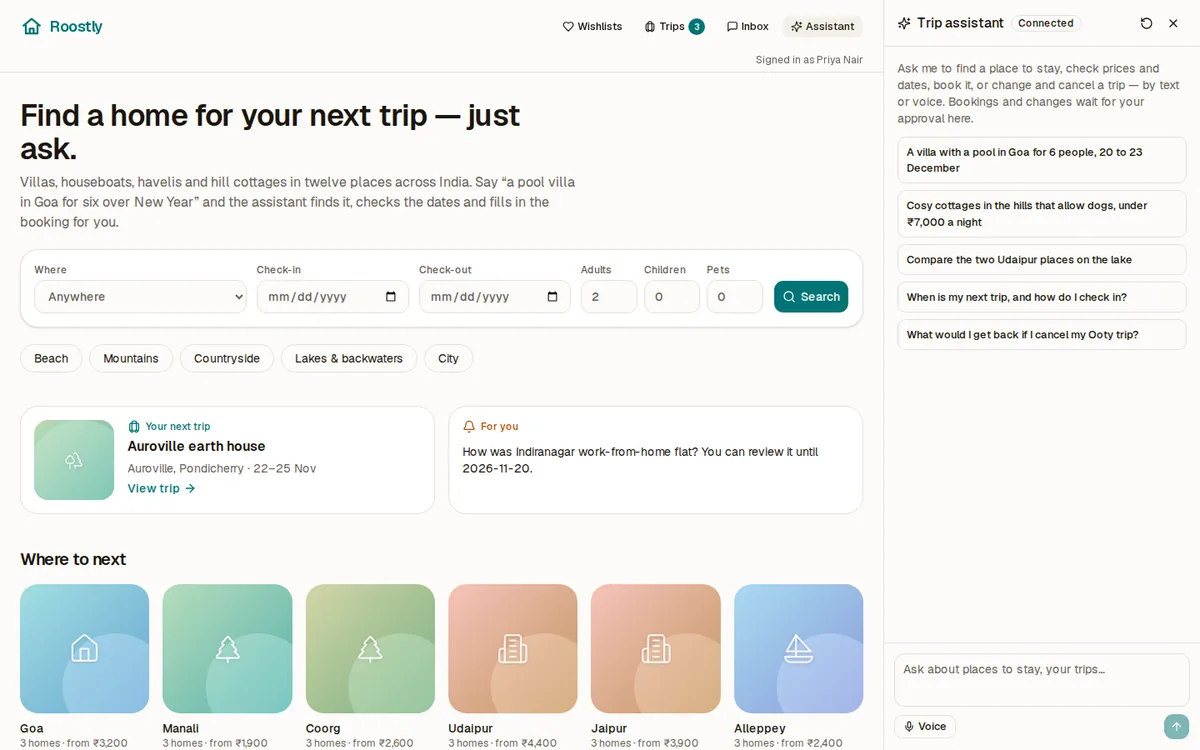 Roostly
Wishlists
Trips 3
Inbox
Assistant
Signed in as Priya Nair
Find a home for your next trip — just
ask.
Villas, houseboats, havelis and hill cottages in twelve places across India. Say “a pool villa
in Goa for six over New Year” and the assistant finds it, checks the dates and fills in the
booking for you.
Where
Check-in
Check-out
Adults
Children
Pets
Anywhere
mm/dd/yyyy
mm/dd/yyyy
2
0
0
Search
Beach
Mountains
Countryside
Lakes & backwaters
City
Your next trip
Auroville earth house
Auroville, Pondicherry · 22–25 Nov
View trip →
For you
How was Indiranagar work-from-home flat? You can review it until
2026-11-20.
Where to next
Goa
3 homes · from ₹3,200
Manali
3 homes · from ₹1,900
Coorg
3 homes · from ₹2,600
Udaipur
3 homes · from ₹4,400
Jaipur
3 homes · from ₹3,900
Alleppey
3 homes · from ₹2,400
Trip assistant
Connected
Ask me to find a place to stay, check prices and
dates, book it, or change and cancel a trip — by text
or voice. Bookings and changes wait for your
approval here.
A villa with a pool in Goa for 6 people, 20 to 23
December
Cosy cottages in the hills that allow dogs, under
₹7,000 a night
Compare the two Udaipur places on the lake
When is my next trip, and how do I check in?
What would I get back if I cancel my Ooty trip?
Ask about places to stay, your trips…
Voice